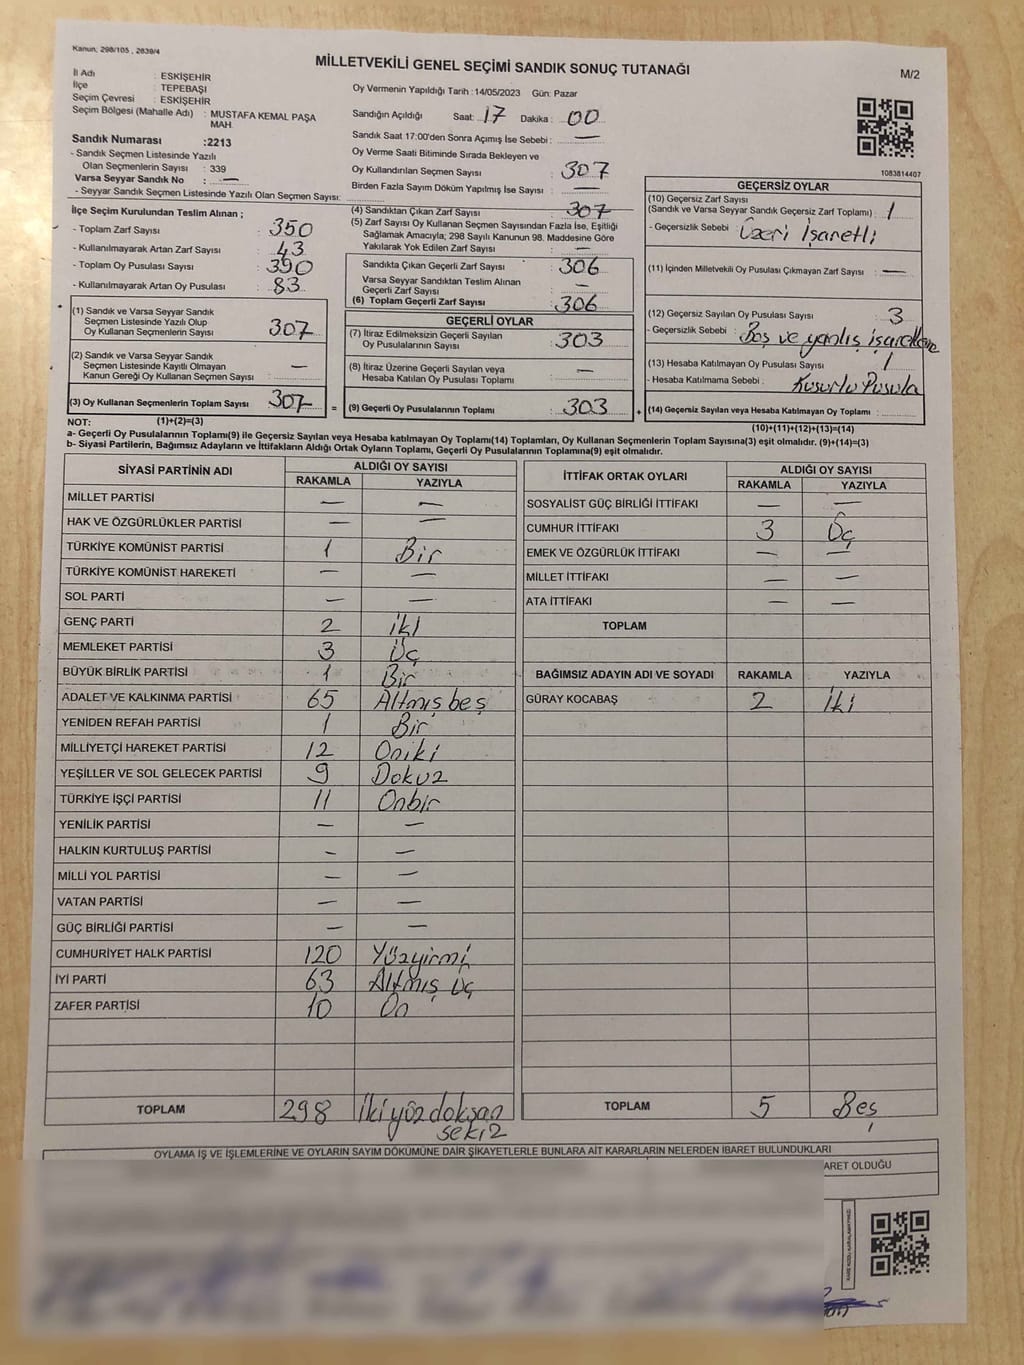 Kanun; 298/105 , 2839/4
MİLLETVEKİLİ GENEL SEÇİMİ SANDIK SONUÇ TUTANAĞI
M/2
İl Adı : ESKİŞEHİR
İlçe : TEPEBAŞI
Seçim Çevresi : ESKİŞEHİR
Seçim Bölgesi (Mahalle Adı) : MUSTAFA KEMAL PAŞA
MAH.
Sandık Numarası :2213
- Sandık Seçmen Listesinde Yazılı
Olan Seçmenlerin Sayısı : 339
Varsa Seyyar Sandık No : —
- Seyyar Sandık Seçmen Listesinde Yazılı Olan Seçmen Sayısı:
Oy Vermenin Yapıldığı Tarih :14/05/2023 Gün: Pazar
Sandığın Açıldığı Saat: 17 Dakika : 00
Sandık Saat 17:00'den Sonra Açımış İse Sebebi : —
Oy Verme Saati Bitiminde Sırada Bekleyen ve
Oy Kullandırılan Seçmen Sayısı : 307
Birden Fazla Sayım Döküm Yapılmış İse Sayısı : —
1083814407
İlçe Seçim Kurulundan Teslim Alınan ;
- Toplam Zarf Sayısı : 350
- Kullanılmayarak Artan Zarf Sayısı : 43
- Toplam Oy Pusulası Sayısı : 390
- Kullanılmayarak Artan Oy Pusulası : 83
(1) Sandık ve Varsa Seyyar Sandık
Seçmen Listesinde Yazılı Olup
Oy Kullanan Seçmenlerin Sayısı : 307
(2) Sandık ve Varsa Seyyar Sandık
Seçmen Listesinde Kayıtlı Olmayan
Kanun Gereği Oy Kullanan Seçmen Sayısı : —
(3) Oy Kullanan Seçmenlerin Toplam Sayısı : 307
(1)+(2)=(3)
(4) Sandıktan Çıkan Zarf Sayısı : 307
(5) Zarf Sayısı Oy Kullanan Seçmen Sayısından Fazla İse, Eşitliği
Sağlamak Amacıyla; 298 Sayılı Kanunun 98. Maddesine Göre
Yakılarak Yok Edilen Zarf Sayısı : —
Sandıkta Çıkan Geçerli Zarf Sayısı : 306
Varsa Seyyar Sandıktan Teslim Alınan
Geçerli Zarf Sayısı : —
(6) Toplam Geçerli Zarf Sayısı : 306
GEÇERLİ OYLAR
(7) İtiraz Edilmeksizin Geçerli Sayılan
Oy Pusulalarının Sayısı : 303
(8) İtiraz Üzerine Geçerli Sayılan veya
Hesaba Katılan Oy Pusulası Toplamı : —
= (9) Geçerli Oy Pusulalarının Toplamı : 303 +
GEÇERSİZ OYLAR
(10) Geçersiz Zarf Sayısı
(Sandık ve Varsa Seyyar Sandık Geçersiz Zarf Toplamı) : 1
- Geçersizlik Sebebi : Üzeri İşaretli
(11) İçinden Milletvekili Oy Pusulası Çıkmayan Zarf Sayısı : —
(12) Geçersiz Sayılan Oy Pusulası Sayısı : 3
- Geçersizlik Sebebi : Boş ve yanlış işaretleme
(13) Hesaba Katılmayan Oy Pusulası Sayısı : 1
- Hesaba Katılmama Sebebi : Kusurlu Pusula
(14) Geçersiz Sayılan veya Hesaba Katılmayan Oy Toplamı :
(10)+(11)+(12)+(13)=(14)
NOT:
a- Geçerli Oy Pusulalarının Toplamı(9) ile Geçersiz Sayılan veya Hesaba katılmayan Oy Toplamı(14) Toplamları, Oy Kullanan Seçmenlerin Toplam Sayısına(3) eşit olmalıdır. (9)+(14)=(3)
b- Siyasi Partilerin, Bağımsız Adayların ve İttifakların Aldığı Ortak Oyların Toplamı, Geçerli Oy Pusulalarının Toplamına(9) eşit olmalıdır.
SİYASİ PARTİNİN ADI ALDIĞI OY SAYISI
RAKAMLA YAZIYLA
MİLLET PARTİSİ — —
HAK VE ÖZGÜRLÜKLER PARTİSİ — —
TÜRKİYE KOMÜNİST PARTİSİ 1 Bir
TÜRKİYE KOMÜNİST HAREKETİ — —
SOL PARTİ — —
GENÇ PARTİ 2 İki
MEMLEKET PARTİSİ 3 Üç
BÜYÜK BİRLİK PARTİSİ 1 Bir
ADALET VE KALKINMA PARTİSİ 65 Altmış beş
YENİDEN REFAH PARTİSİ 1 Bir
MİLLİYETÇİ HAREKET PARTİSİ 12 Oniki
YEŞİLLER VE SOL GELECEK PARTİSİ 9 Dokuz
TÜRKİYE İŞÇİ PARTİSİ 11 Onbir
YENİLİK PARTİSİ — —
HALKIN KURTULUŞ PARTİSİ — —
MİLLİ YOL PARTİSİ — —
VATAN PARTİSİ — —
GÜÇ BİRLİĞİ PARTİSİ — —
CUMHURİYET HALK PARTİSİ 120 Yüzyirmi
İYİ PARTİ 63 Altmış üç
ZAFER PARTİSİ 10 On
TOPLAM 298 İkiyüzdoksan
sekiz
İTTİFAK ORTAK OYLARI ALDIĞI OY SAYISI
RAKAMLA YAZIYLA
SOSYALİST GÜÇ BİRLİĞİ İTTİFAKI — —
CUMHUR İTTİFAKI 3 Üç
EMEK VE ÖZGÜRLÜK İTTİFAKI — —
MİLLET İTTİFAKI — —
ATA İTTİFAKI — —
TOPLAM
BAĞIMSIZ ADAYIN ADI VE SOYADI RAKAMLA YAZIYLA
GÜRAY KOCABAŞ 2 İki
TOPLAM 5 Beş
OYLAMA İŞ VE İŞLEMLERİNE VE OYLARIN SAYIM DÖKÜMÜNE DAİR ŞİKAYETLERLE BUNLARA AİT KARARLARIN NELERDEN İBARET BULUNDUKLARI
ARET OLDUĞU
KARE KODU KARALAMAYINIZ!